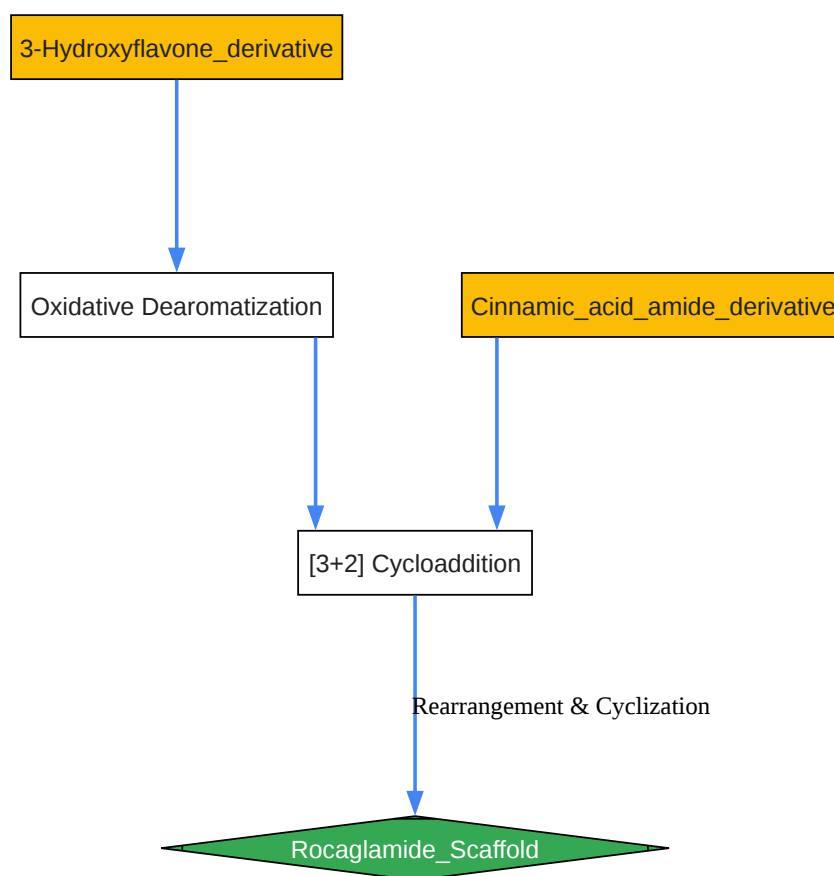 3-Hydroxyflavone_derivative
Oxidative Dearomatization
Cinnamic_acid_amide_derivative
[3+2] Cycloaddition
Rearrangement & Cyclization
Rocaglamide_Scaffold